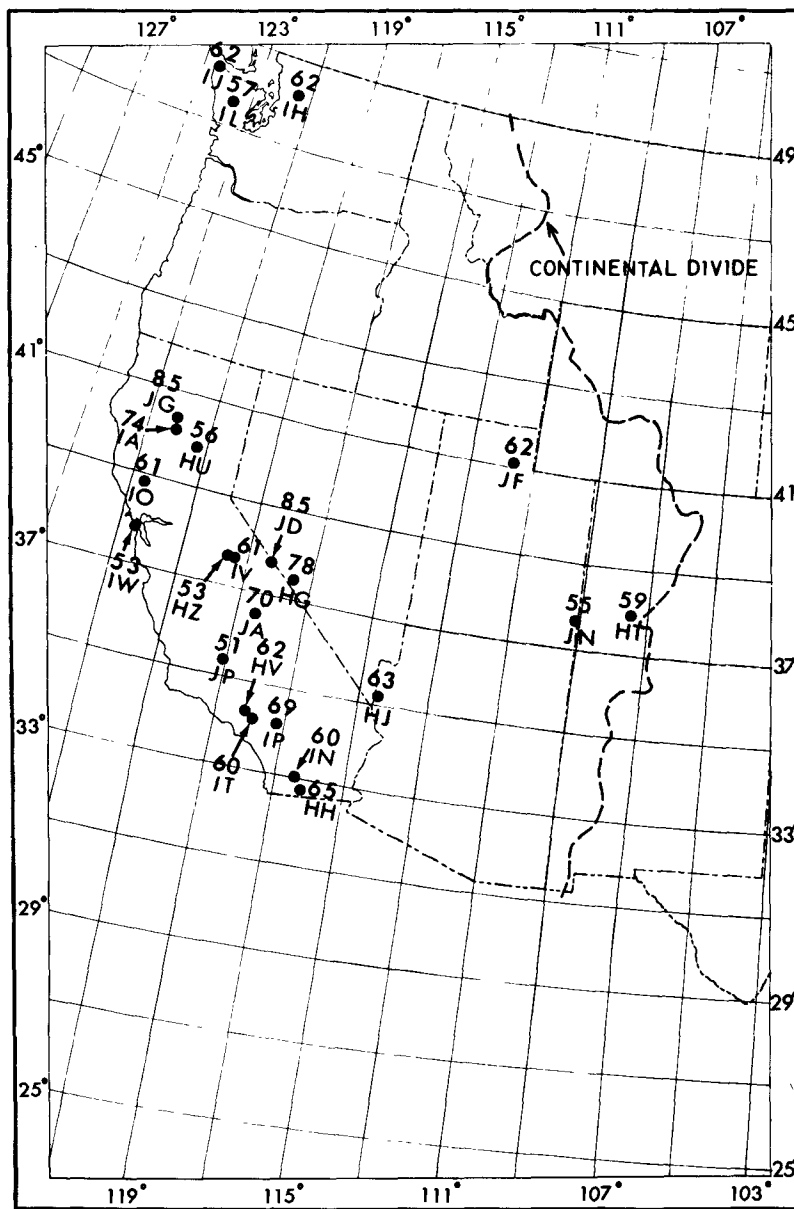 127° 123° 119° 115° 111° 107°
62
IJ
57
IL
62
IH
45°
49°
CONTINENTAL DIVIDE
45°
41°
85
JG
74
IA
56
HU
62
JF
41°
61
IO
85
JD
37°
53
IW
53
HZ
61
IV
78
HG
70
JA
55
JN
59
HT
37°
51
JP
62
HV
63
HJ
33°
69
IP
60
IN
60
IT
65
HH
33°
29°
29°
25°
25°
119° 115° 111° 107° 103°